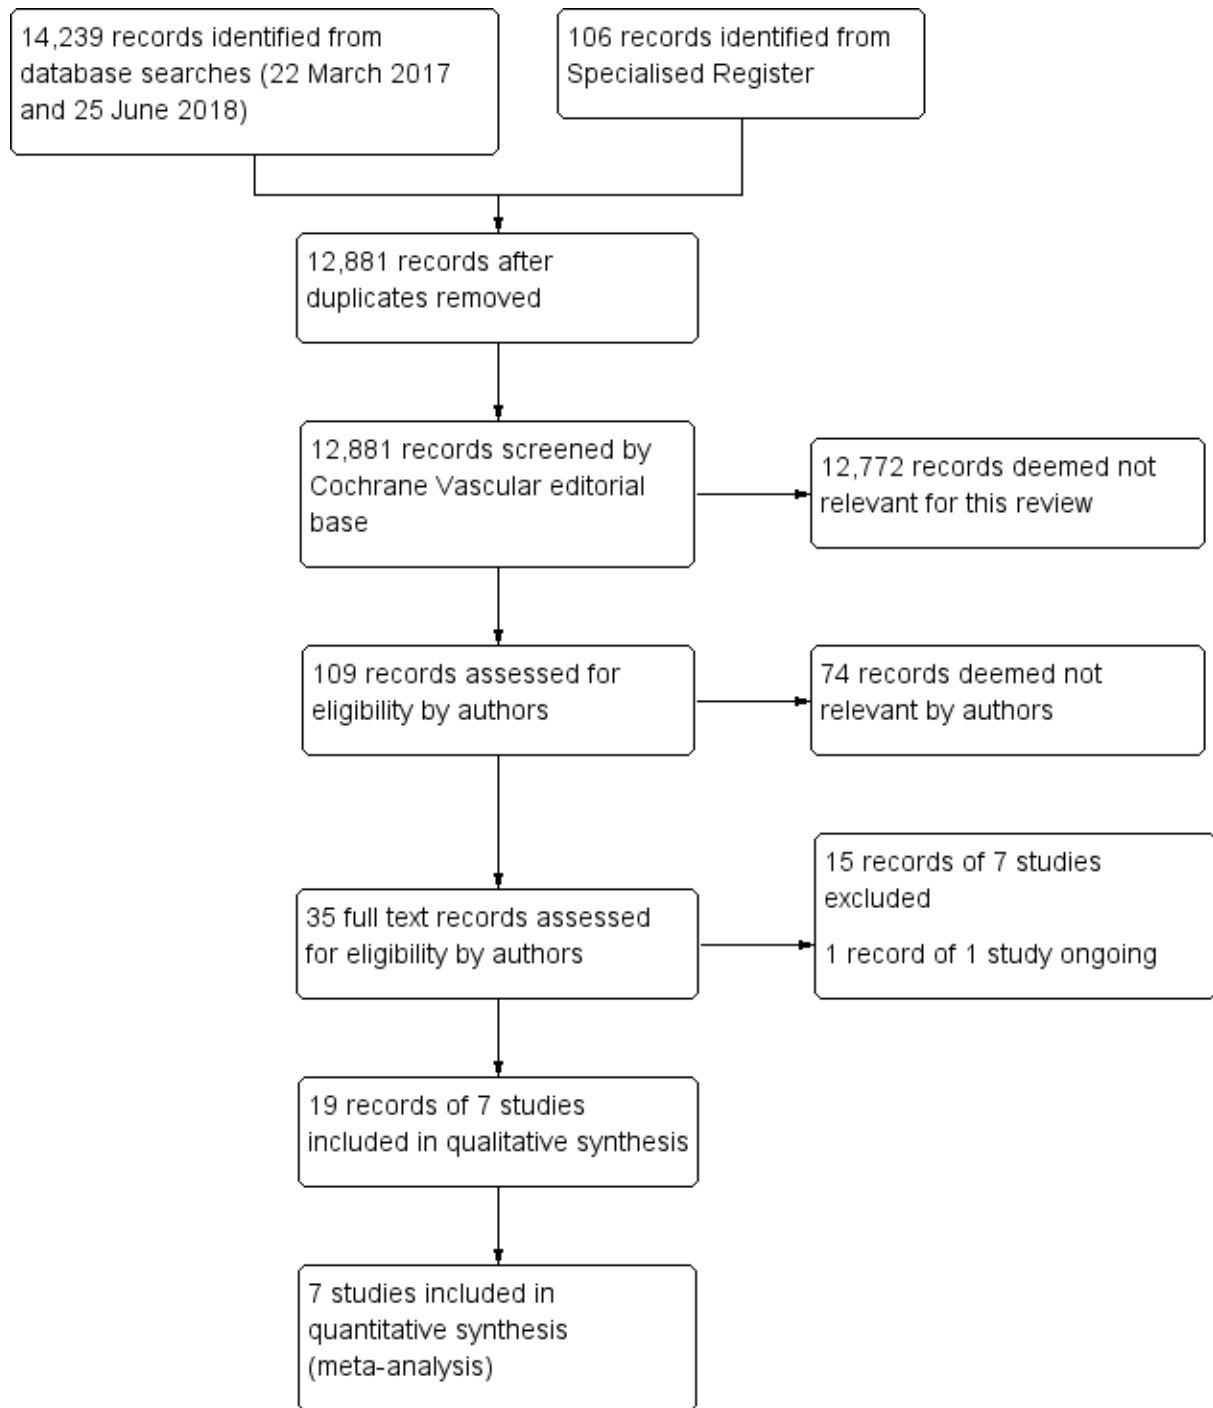 14,239 records identified from
database searches (22 March 2017
and 25 June 2018)
106 records identified from
Specialised Register
12,881 records after
duplicates removed
12,881 records screened by
Cochrane Vascular editorial
base
12,772 records deemed not
relevant for this review
109 records assessed for
eligibility by authors
74 records deemed not
relevant by authors
35 full text records assessed
for eligibility by authors
15 records of 7 studies
excluded
1 record of 1 study ongoing
19 records of 7 studies
included in qualitative synthesis
7 studies included in
quantitative synthesis
(meta-analysis)